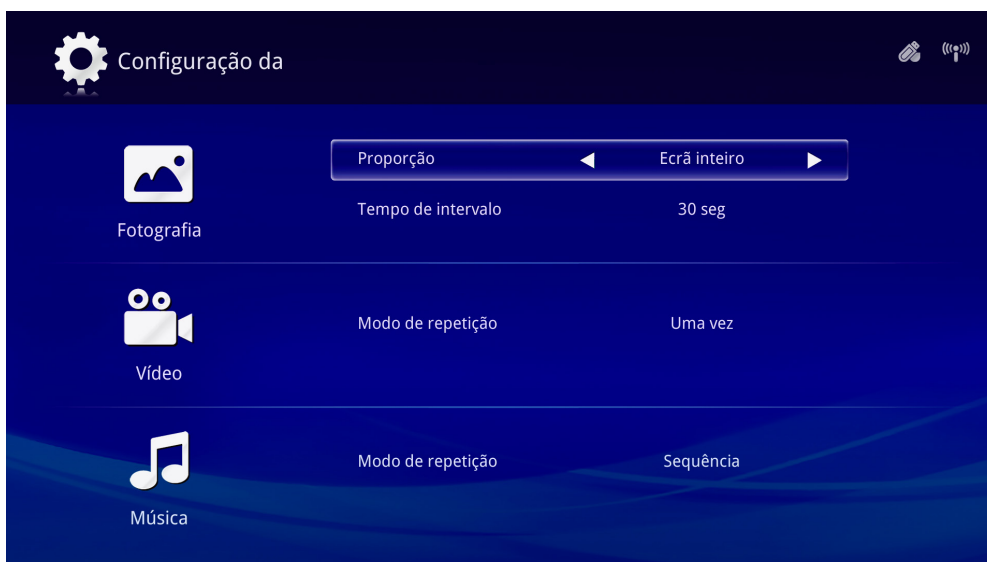 Configuração da
Proporção Ecrã inteiro
Tempo de intervalo 30 seg
Fotografia
Modo de repetição Uma vez
Vídeo
Modo de repetição Sequência
Música